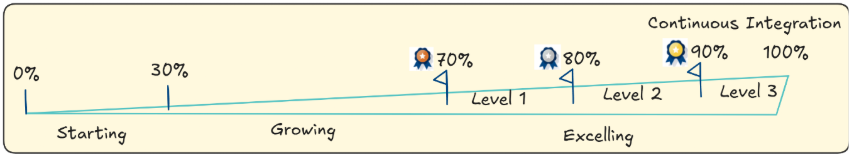 Continuous Integration
0%
30%
70%
80%
90%
100%
Level 1
Level 2
Level 3
Starting
Growing
Excelling